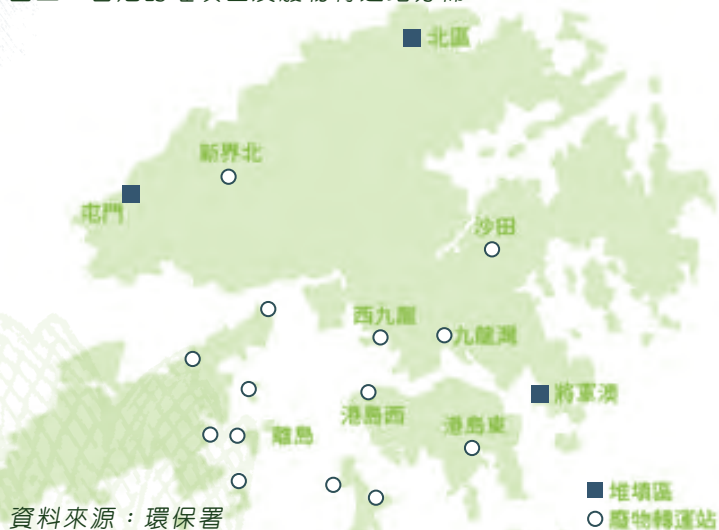 北區
新界北
屯門
沙田
西九龍
九龍灣
將軍澳
港島西
港島東
離島
堆填區
廢物轉運站
資料來源：環保署